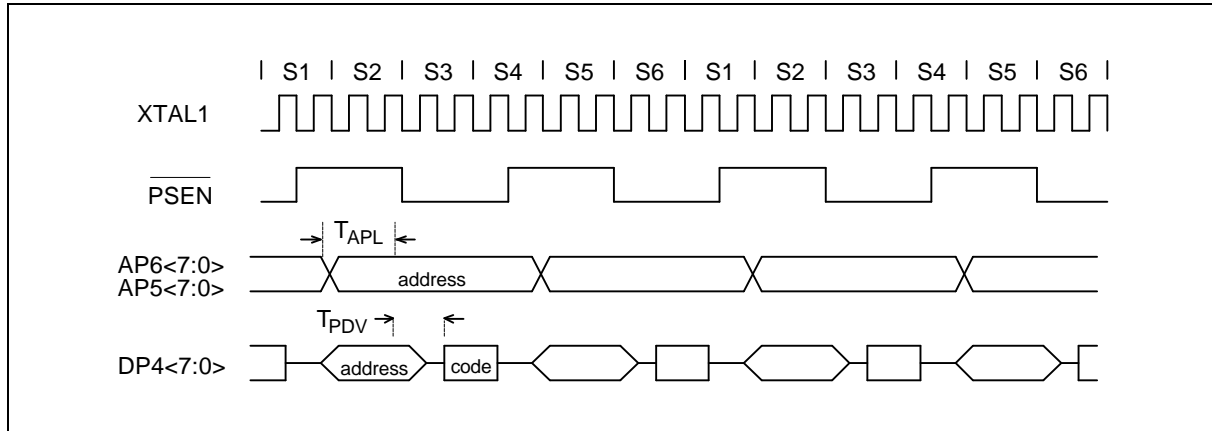 S1 S2 S3 S4 S5 S6 S1 S2 S3 S4 S5 S6
XTAL1
PSEN
TAPL
AP6<7:0>
AP5<7:0>
address
TPDV
DP4<7:0>
address code